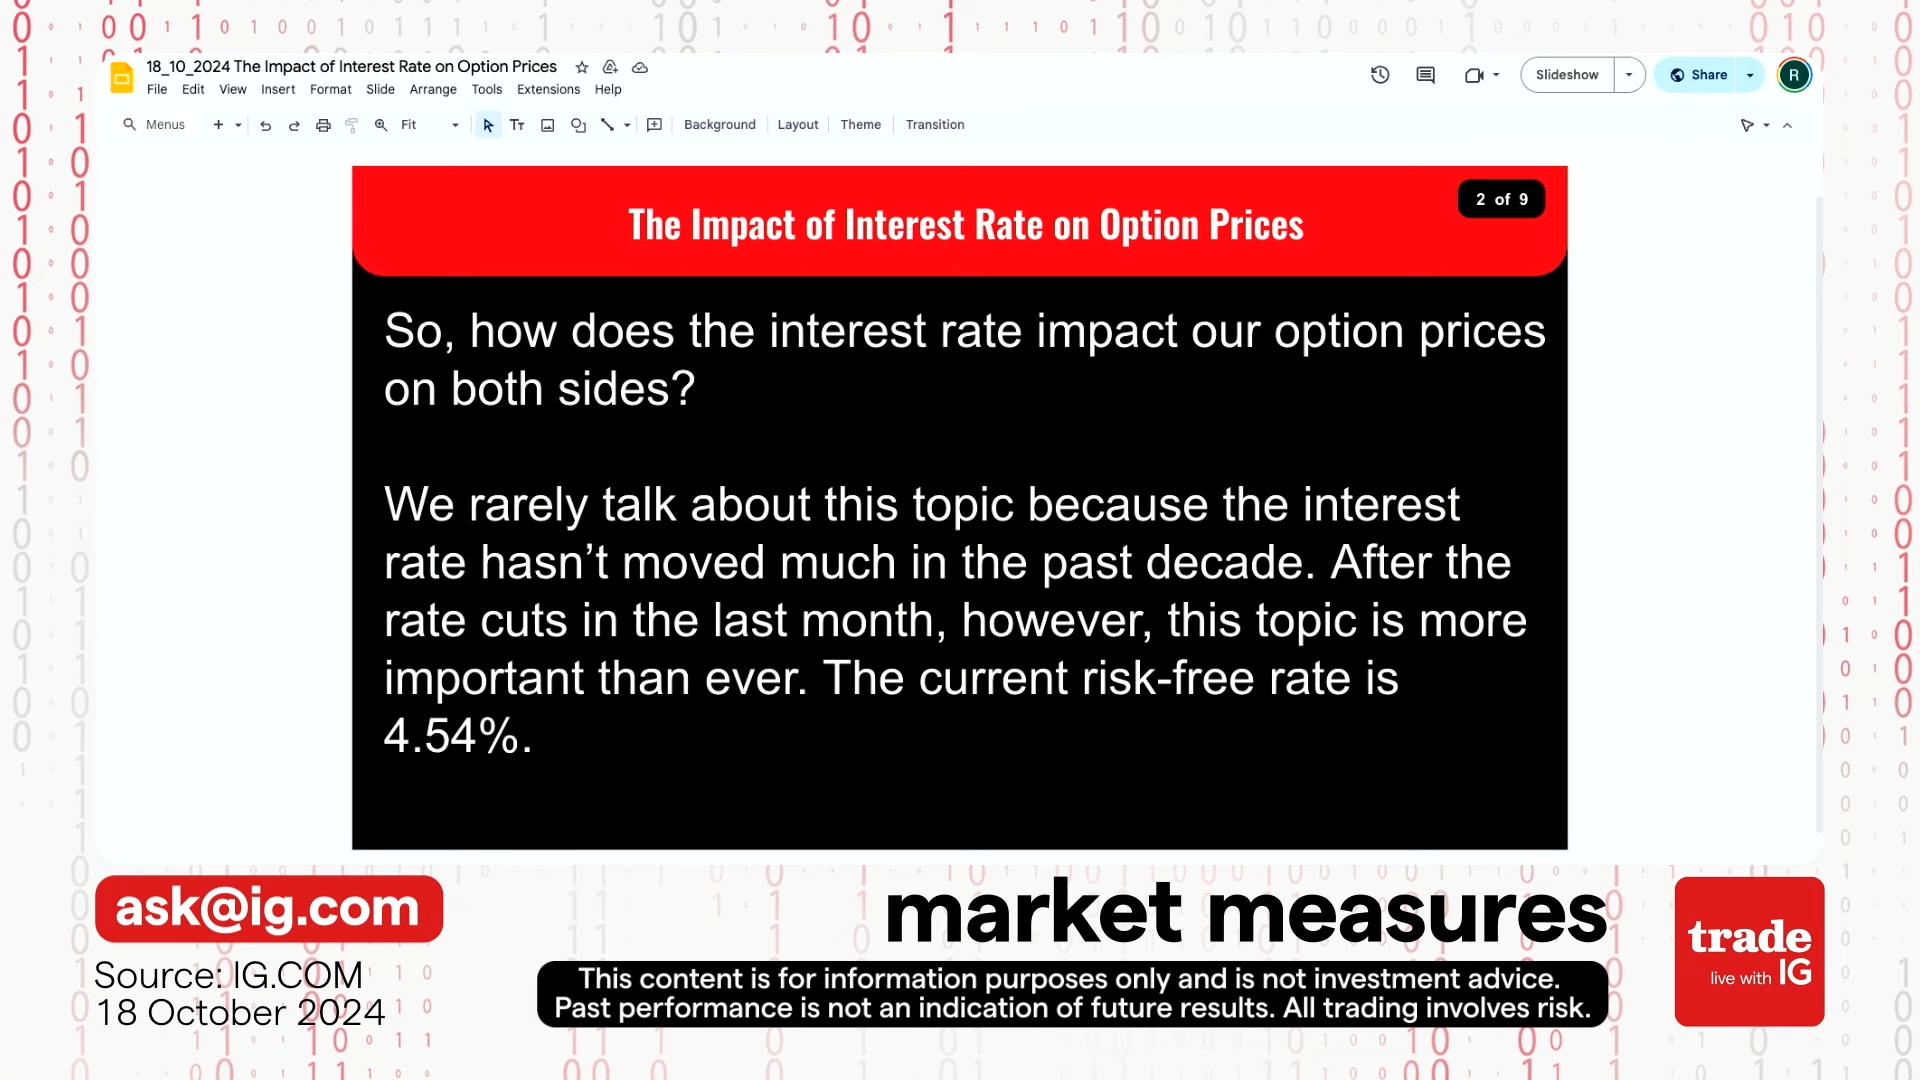 18_10_2024 The Impact of Interest Rate on Option Prices
File Edit View Insert Format Slide Arrange Tools Extensions Help
Slideshow
Share
R
Menus
Fit
Background Layout Theme Transition
The Impact of Interest Rate on Option Prices
2 of 9
So, how does the interest rate impact our option prices
on both sides?
We rarely talk about this topic because the interest
rate hasn’t moved much in the past decade. After the
rate cuts in the last month, however, this topic is more
important than ever. The current risk-free rate is
4.54%.
ask@ig.com
Source: IG.COM
18 October 2024
market measures
This content is for information purposes only and is not investment advice.
Past performance is not an indication of future results. All trading involves risk.
trade
live with IG